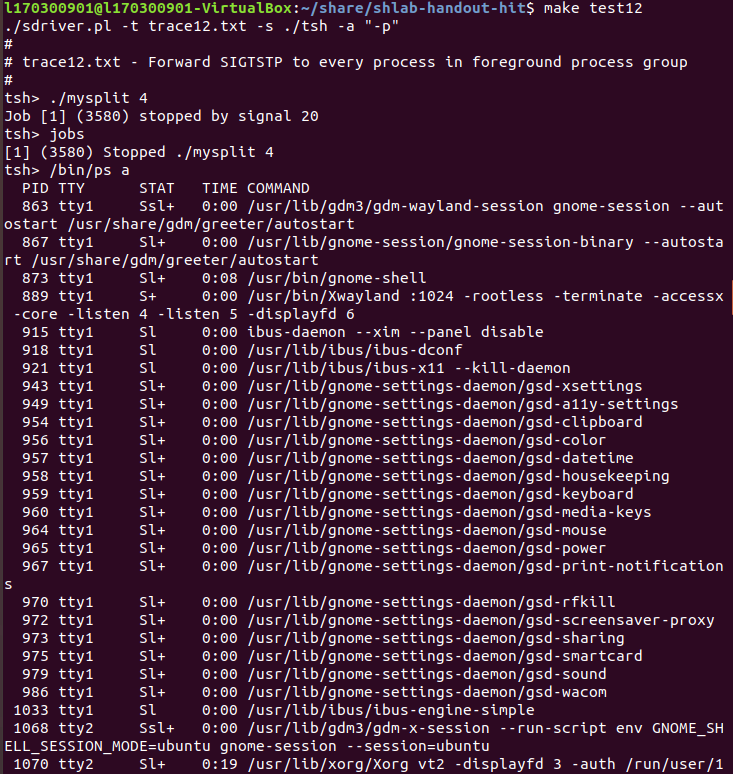 l170300901@l170300901-VirtualBox:~/share/shlab-handout-hit$ make test12
./sdriver.pl -t trace12.txt -s ./tsh -a "-p"
#
# trace12.txt - Forward SIGTSTP to every process in foreground process group
#
tsh> ./mysplit 4
Job [1] (3580) stopped by signal 20
tsh> jobs
[1] (3580) Stopped ./mysplit 4
tsh> /bin/ps a
  PID TTY      STAT   TIME COMMAND
  863 tty1     Ssl+   0:00 /usr/lib/gdm3/gdm-wayland-session gnome-session --aut
ostart /usr/share/gdm/greeter/autostart
  867 tty1     Sl+    0:00 /usr/lib/gnome-session/gnome-session-binary --autosta
rt /usr/share/gdm/greeter/autostart
  873 tty1     Sl+    0:08 /usr/bin/gnome-shell
  889 tty1     S+     0:00 /usr/bin/Xwayland :1024 -rootless -terminate -accessx
-core -listen 4 -listen 5 -displayfd 6
  915 tty1     Sl     0:00 ibus-daemon --xim --panel disable
  918 tty1     Sl     0:00 /usr/lib/ibus/ibus-dconf
  921 tty1     Sl     0:00 /usr/lib/ibus/ibus-x11 --kill-daemon
  943 tty1     Sl+    0:00 /usr/lib/gnome-settings-daemon/gsd-xsettings
  949 tty1     Sl+    0:00 /usr/lib/gnome-settings-daemon/gsd-a11y-settings
  954 tty1     Sl+    0:00 /usr/lib/gnome-settings-daemon/gsd-clipboard
  956 tty1     Sl+    0:00 /usr/lib/gnome-settings-daemon/gsd-color
  957 tty1     Sl+    0:00 /usr/lib/gnome-settings-daemon/gsd-datetime
  958 tty1     Sl+    0:00 /usr/lib/gnome-settings-daemon/gsd-housekeeping
  959 tty1     Sl+    0:00 /usr/lib/gnome-settings-daemon/gsd-keyboard
  960 tty1     Sl+    0:00 /usr/lib/gnome-settings-daemon/gsd-media-keys
  964 tty1     Sl+    0:00 /usr/lib/gnome-settings-daemon/gsd-mouse
  965 tty1     Sl+    0:00 /usr/lib/gnome-settings-daemon/gsd-power
  967 tty1     Sl+    0:00 /usr/lib/gnome-settings-daemon/gsd-print-notification
s
  970 tty1     Sl+    0:00 /usr/lib/gnome-settings-daemon/gsd-rfkill
  972 tty1     Sl+    0:00 /usr/lib/gnome-settings-daemon/gsd-screensaver-proxy
  973 tty1     Sl+    0:00 /usr/lib/gnome-settings-daemon/gsd-sharing
  975 tty1     Sl+    0:00 /usr/lib/gnome-settings-daemon/gsd-smartcard
  979 tty1     Sl+    0:00 /usr/lib/gnome-settings-daemon/gsd-sound
  986 tty1     Sl+    0:00 /usr/lib/gnome-settings-daemon/gsd-wacom
 1033 tty1     Sl     0:00 /usr/lib/ibus/ibus-engine-simple
 1068 tty2     Ssl+   0:00 /usr/lib/gdm3/gdm-x-session --run-script env GNOME_SH
ELL_SESSION_MODE=ubuntu gnome-session --session=ubuntu
 1070 tty2     Sl+    0:19 /usr/lib/xorg/Xorg vt2 -displayfd 3 -auth /run/user/1